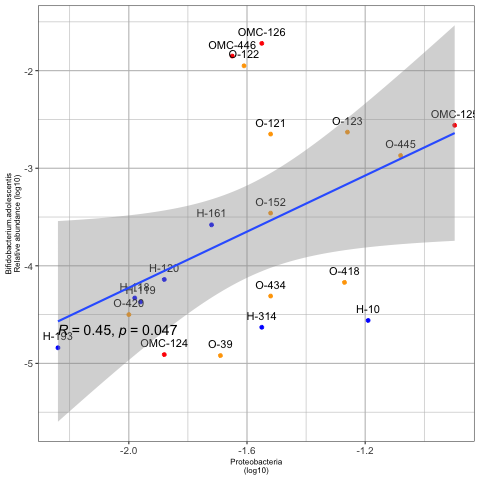 OMC-126
OMC-446
O-122
-2
OMC-125
O-121
O-123
O-445
-3
O-152
H-161
Bifidobacterium.adolescentis
Relative abundance (log10)
-4
H-120
O-418
H-118
H-119
O-434
O-420
H-314
H-10
R = 0.45, p = 0.047
H-193
OMC-124
O-39
-5
-2.0
-1.6
-1.2
Proteobacteria
(log10)